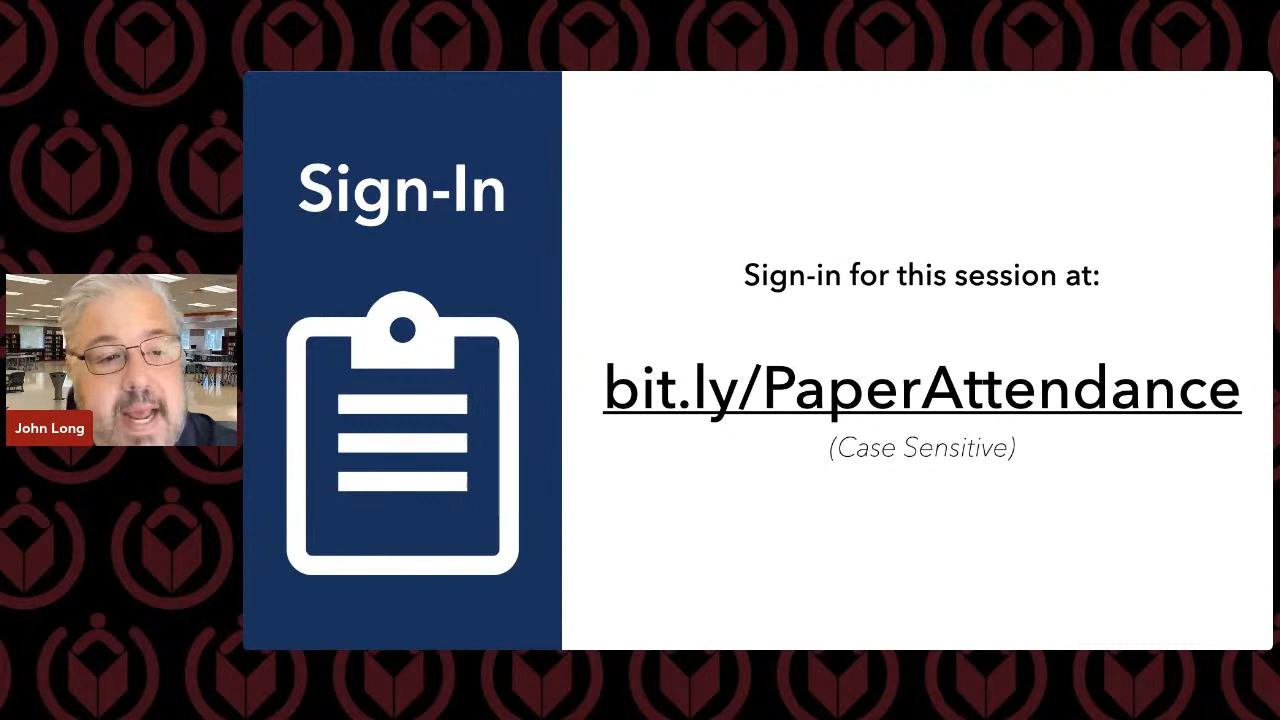 Sign-In
Sign-in for this session at:
bit.ly/PaperAttendance
(Case Sensitive)
John Long